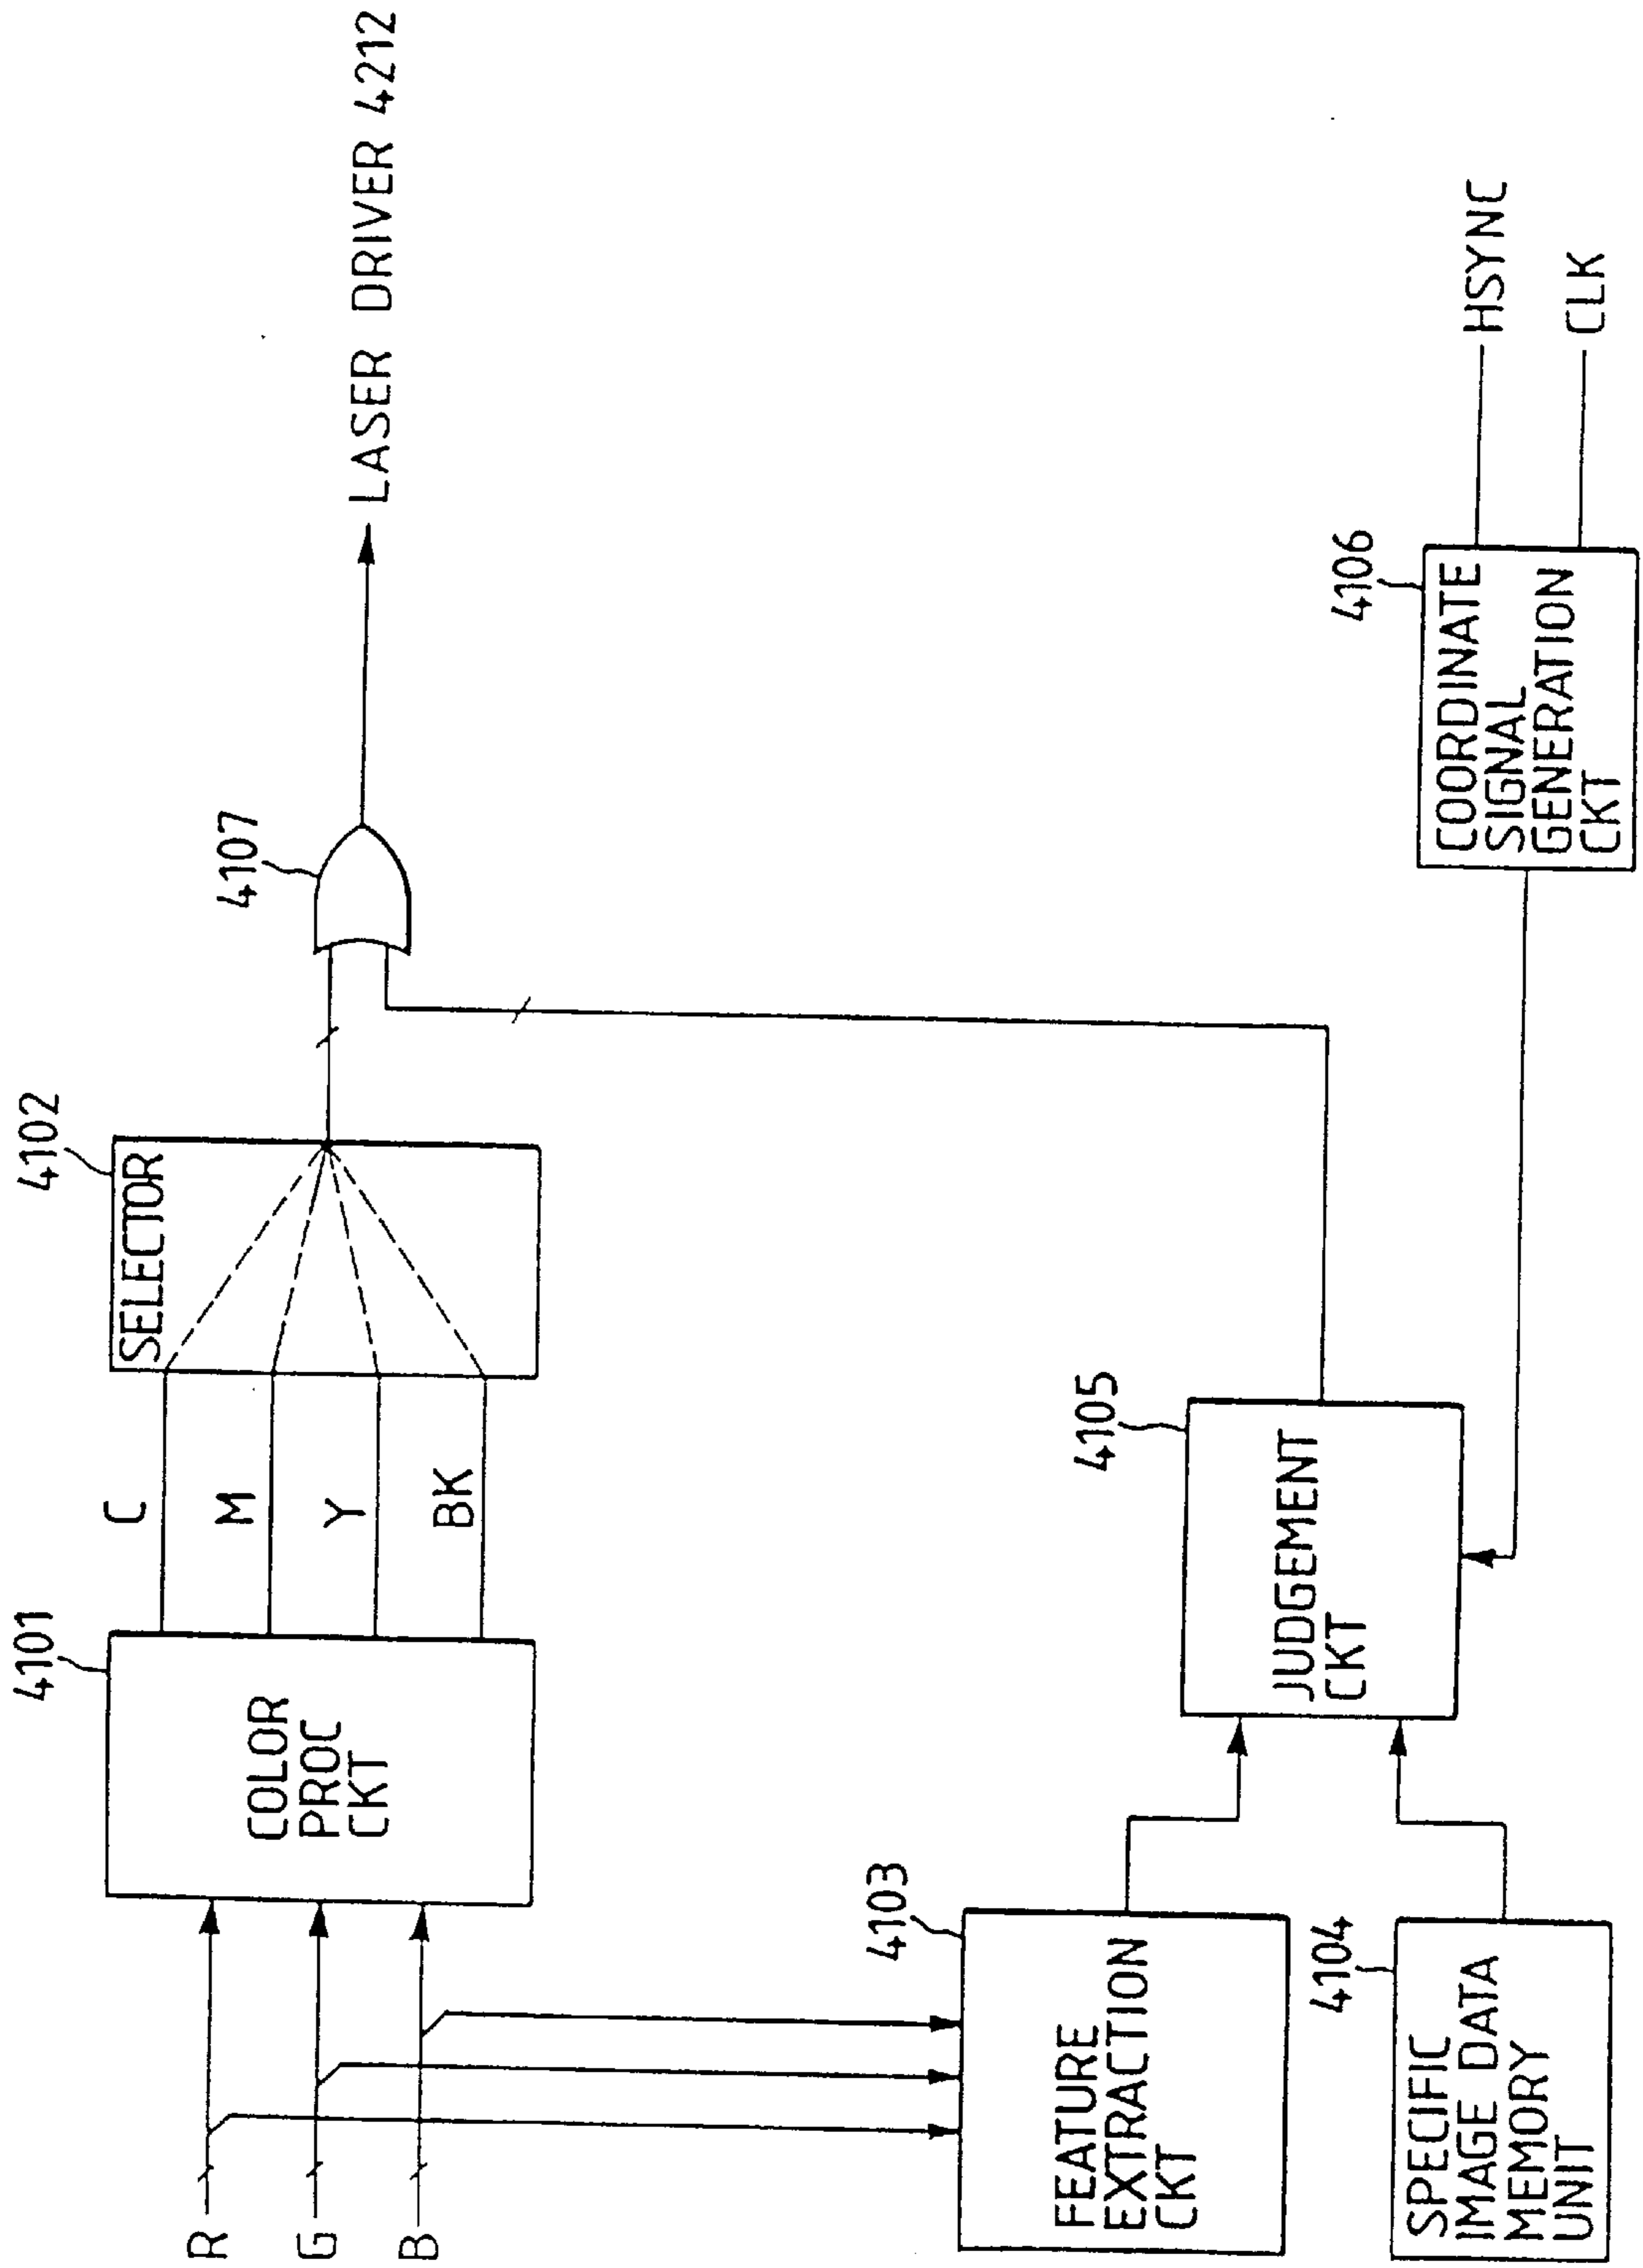 4101
COLOR
PROC
CKT
R
G
B
C
M
Y
BK
4102
SELECTOR
4107
LASER DRIVER 4212
4103
FEATURE
EXTRACTION
CKT
4104
SPECIFIC
IMAGE DATA
MEMORY
UNIT
4105
JUDGEMENT
CKT
4106
COORDINATE
SIGNAL
GENERATION
CKT
HSYNC
CLK